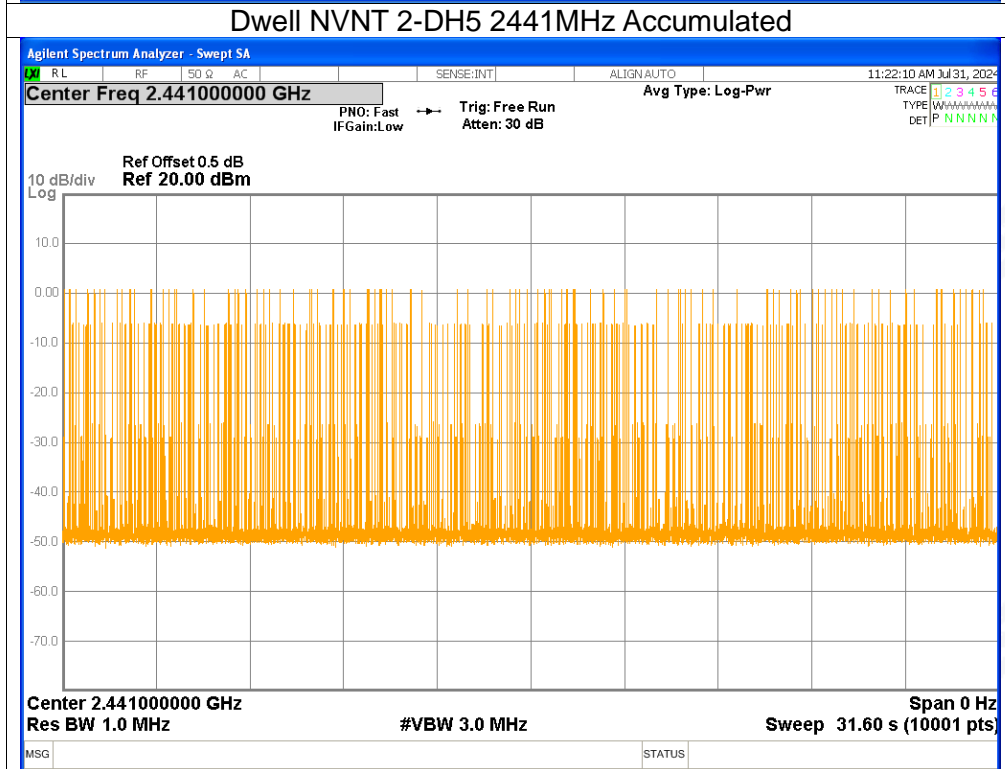 Dwell NVNT 2-DH5 2441MHz Accumulated
Agilent Spectrum Analyzer - Swept SA
LXI RL RF 50 Ω AC SENSE:INT ALIGN AUTO 11:22:10 AM Jul 31, 2024
Center Freq 2.441000000 GHz Avg Type: Log-Pwr TRACE 1 2 3 4 5 6
PNO: Fast Trig: Free Run TYPE
IFGain:Low Atten: 30 dB DET P N N N N N
Ref Offset 0.5 dB
10 dB/div Ref 20.00 dBm
Log
10.0
0.00
-10.0
-20.0
-30.0
-40.0
-50.0
-60.0
-70.0
Center 2.441000000 GHz Span 0 Hz
Res BW 1.0 MHz #VBW 3.0 MHz Sweep 31.60 s (10001 pts)
MSG STATUS